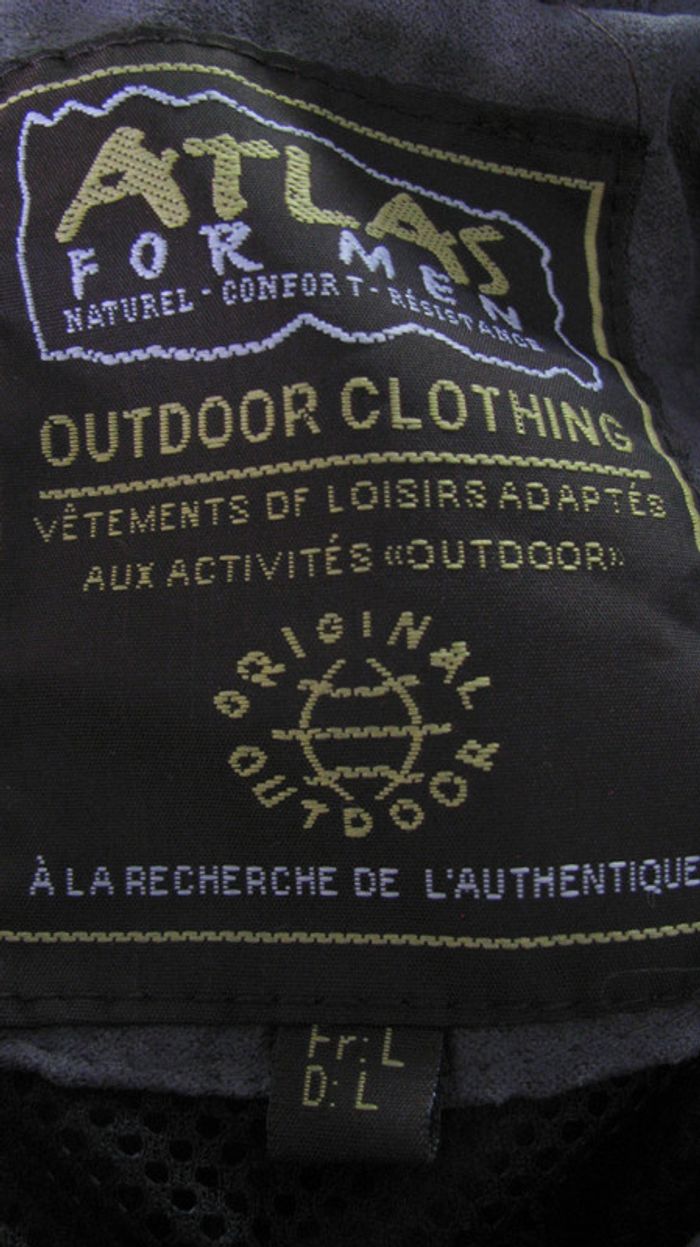 ATLAS
FOR MEN
NATUREL - CONFORT - RÉSISTANCE
OUTDOOR CLOTHING
VÊTEMENTS DE LOISIRS ADAPTÉS
AUX ACTIVITÉS «OUTDOOR»
ORIGINAL
OUTDOOR
À LA RECHERCHE DE L'AUTHENTIQUE
Fr: L
D: L